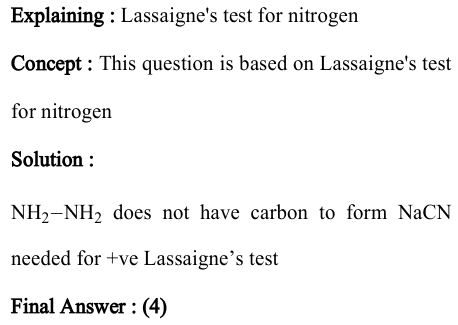 Explaining : Lassaigne's test for nitrogen
Concept : This question is based on Lassaigne's test
for nitrogen
Solution :
NH₂−NH₂ does not have carbon to form NaCN
needed for +ve Lassaigne’s test
Final Answer : (4)